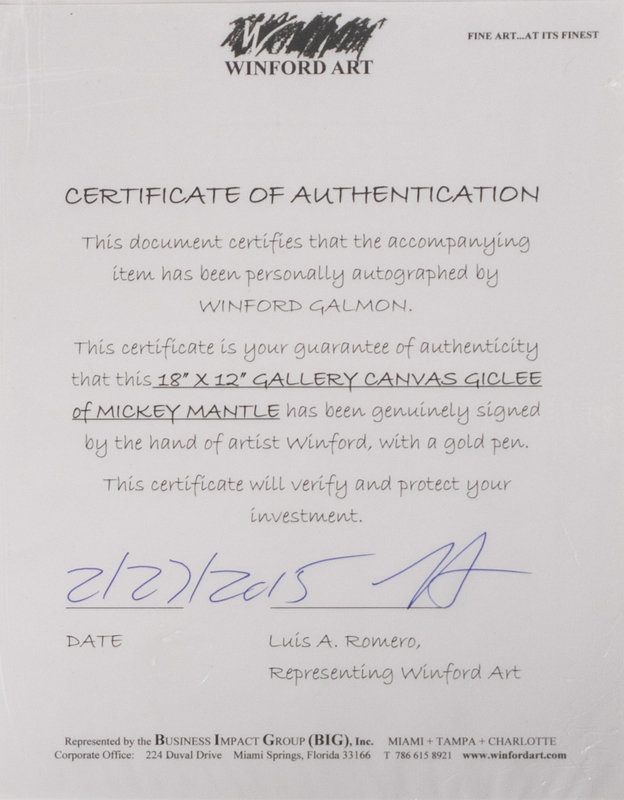 Winford
WINFORD ART
FINE ART...AT ITS FINEST
CERTIFICATE OF AUTHENTICATION
This document certifies that the accompanying
item has been personally autographed by
WINFORD GALMON.
This certificate is your guarantee of authenticity
that this 18" X 12" GALLERY CANVAS GICLEE
of MICKEY MANTLE has been genuinely signed
by the hand of artist Winford, with a gold pen.
This certificate will verify and protect your
investment.
2/27/2015
DATE
Luis A. Romero,
Representing Winford Art
Represented by the BUSINESS IMPACT GROUP (BIG), Inc. MIAMI + TAMPA + CHARLOTTE
Corporate Office: 224 Duval Drive Miami Springs, Florida 33166 T 786 615 8921 www.winfordart.com